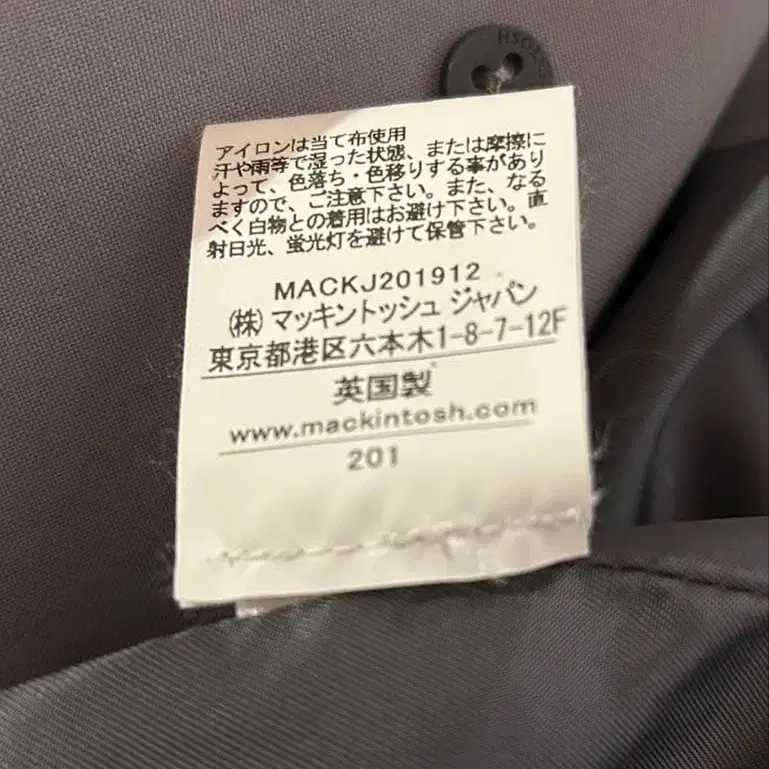 アイロンは当て布使用
汗や雨等で湿った状態、または摩擦に
よって、色落ち・色移りする事があり
ますので、ご注意下さい。また、なる
べく白物との着用はお避け下さい。直
射日光、蛍光灯を避けて保管下さい。
MACKJ201912
(株)マッキントッシュ ジャパン
東京都港区六本木1-8-7-12F
英国製
www.mackintosh.com
201